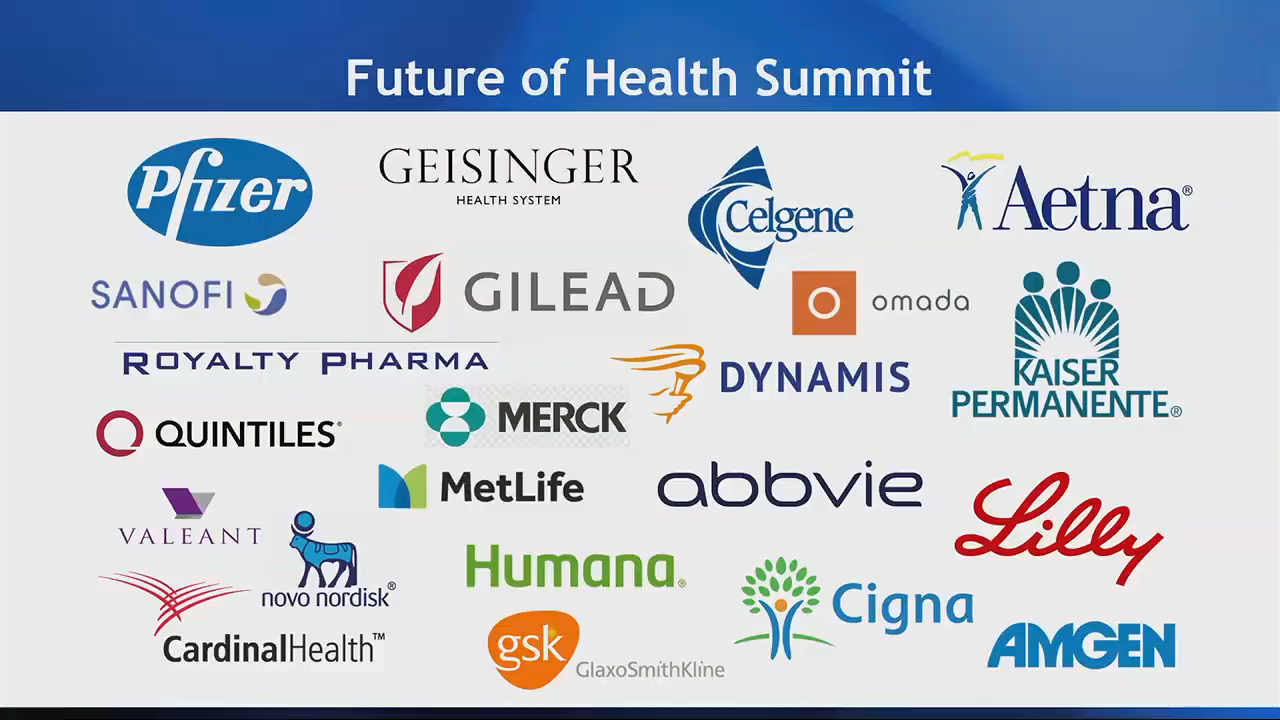 Future of Health Summit
Pfizer
GEISINGER
HEALTH SYSTEM
Celgene
Aetna®
SANOFI
GILEAD
omada
KAISER
PERMANENTE®
ROYALTY PHARMA
DYNAMIS
QUINTILES®
MERCK
MetLife
abbvie
Lilly
VALEANT
novo nordisk®
Humana®
Cigna
CardinalHealth™
gsk
GlaxoSmithKline
AMGEN